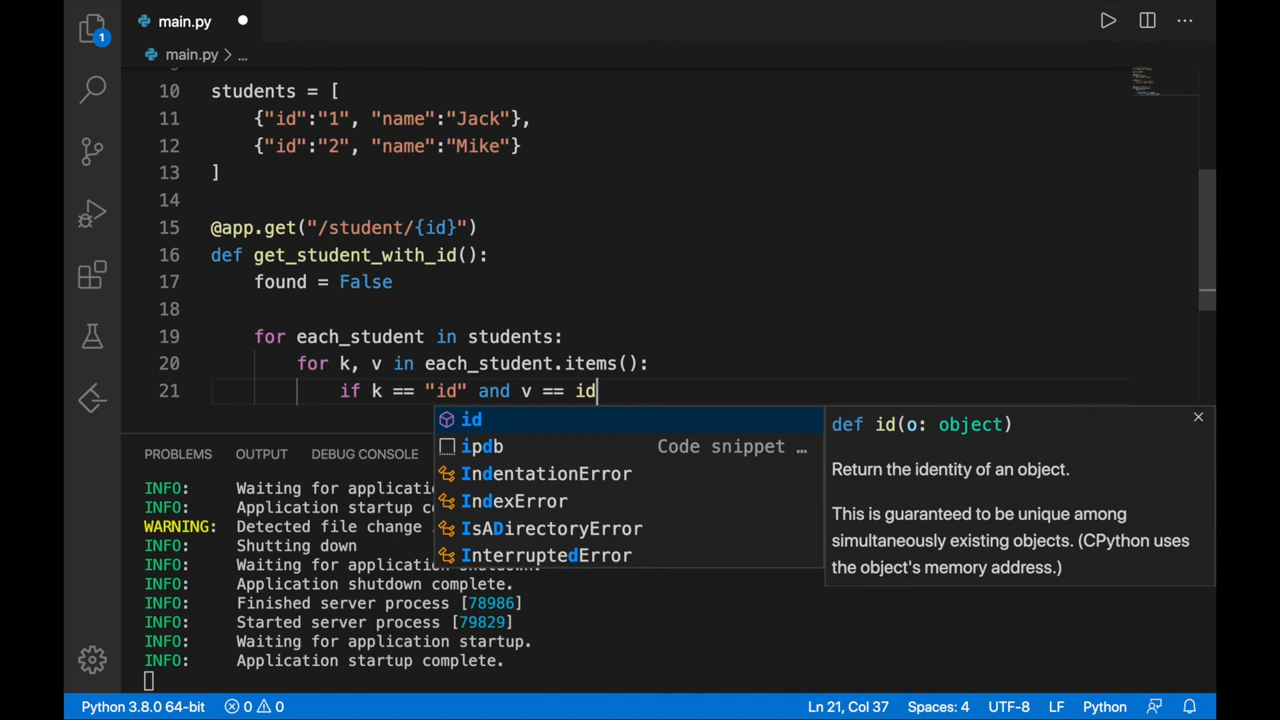 main.py
1
main.py > ...
10 students = [
11 {"id":"1", "name":"Jack"},
12 {"id":"2", "name":"Mike"}
13 ]
14
15 @app.get("/student/{id}")
16 def get_student_with_id():
17 found = False
18
19 for each_student in students:
20 for k, v in each_student.items():
21 if k == "id" and v == id
id
ipdb Code snippet …
IndentationError
IndexError
IsADirectoryError
InterruptedError
def id(o: object)
Return the identity of an object.
This is guaranteed to be unique among
simultaneously existing objects. (CPython uses
the object's memory address.)
PROBLEMS OUTPUT DEBUG CONSOLE
INFO: Waiting for applicati
INFO: Application startup co
WARNING: Detected file change
INFO: Shutting down
INFO: Waiting for application shutdown.
INFO: Application shutdown complete.
INFO: Finished server process [78986]
INFO: Started server process [79829]
INFO: Waiting for application startup.
INFO: Application startup complete.
Python 3.8.0 64-bit 0 0 Ln 21, Col 37 Spaces: 4 UTF-8 LF Python